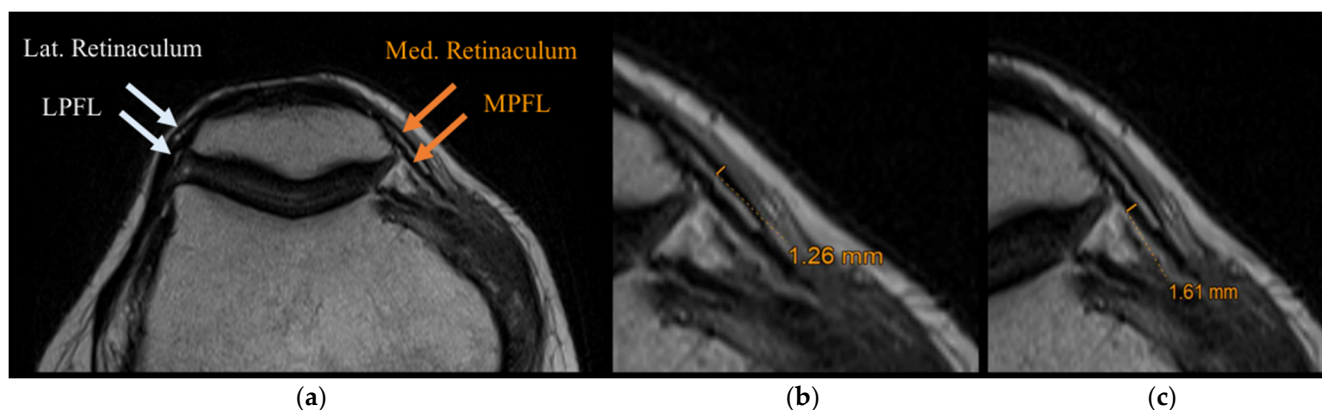 Lat. Retinaculum
LPFL
Med. Retinaculum
MPFL
1.26 mm
1.61 mm
(a)
(b)
(c)